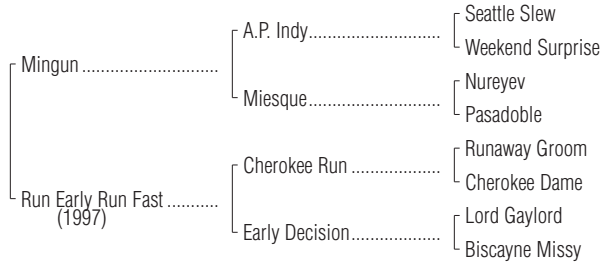 Seattle Slew
A.P. Indy
Weekend Surprise
Mingun
Nureyev
Miesque
Pasadoble
Runaway Groom
Cherokee Run
Cherokee Dame
Run Early Run Fast
(1997)
Lord Gaylord
Early Decision
Biscayne Missy